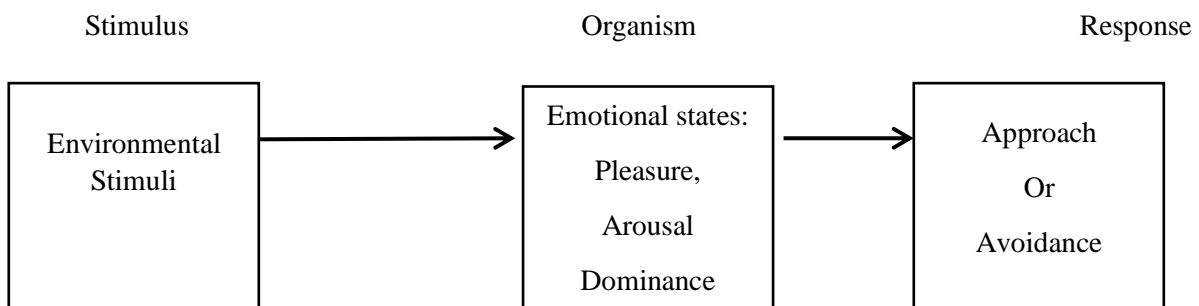 Stimulus
Organism
Response
Environmental
Stimuli
Emotional states:
Pleasure,
Arousal
Dominance
Approach
Or
Avoidance